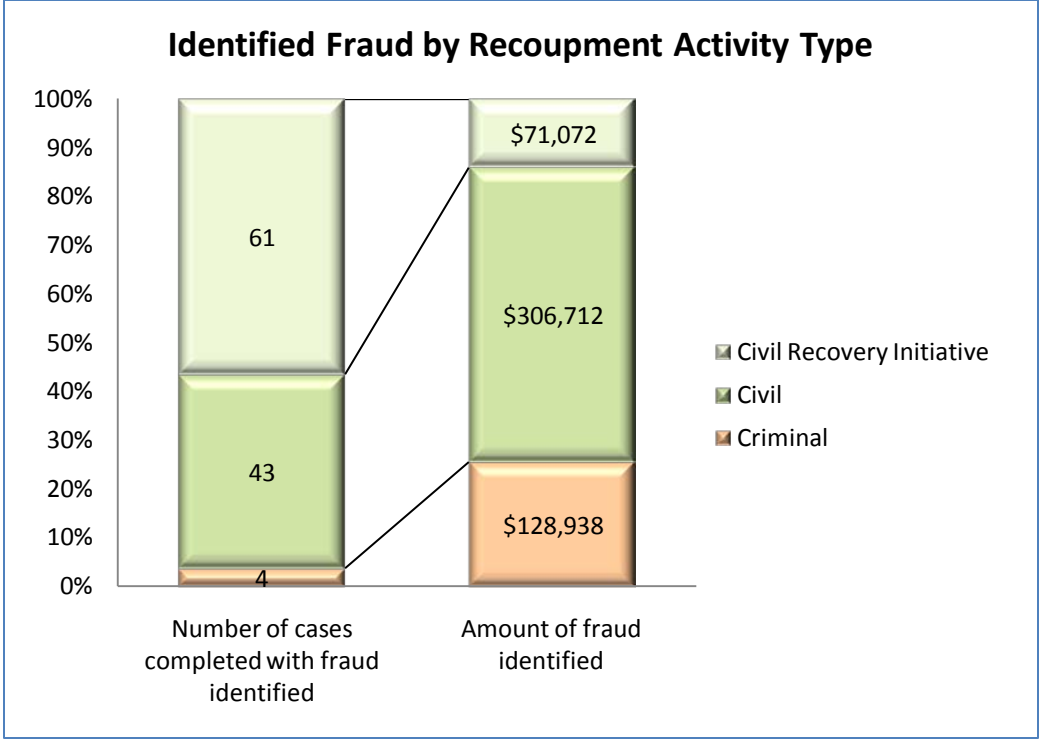 Identified Fraud by Recoupment Activity Type
100%
90%
80%
70%
60%
50%
40%
30%
20%
10%
0%
61
43
4
$71,072
$306,712
$128,938
Number of cases
completed with fraud
identified
Amount of fraud
identified
Civil Recovery Initiative
Civil
Criminal